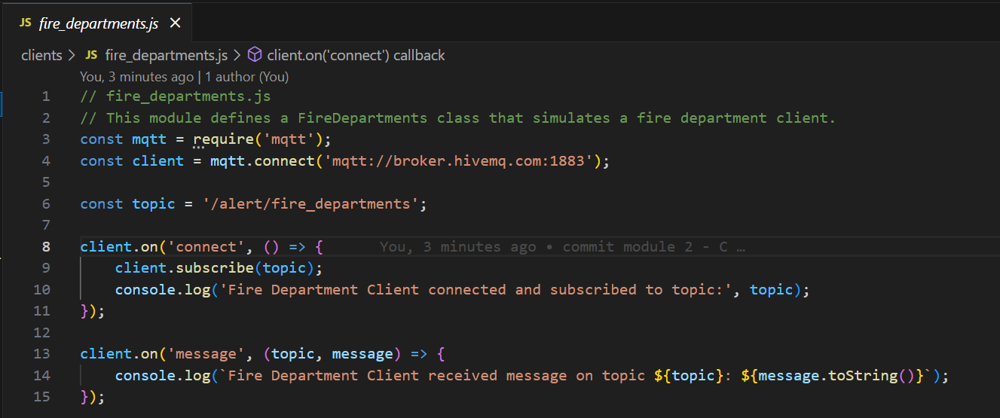 JS fire_departments.js ×
clients > JS fire_departments.js > client.on('connect') callback
You, 3 minutes ago | 1 author (You)
1 // fire_departments.js
2 // This module defines a FireDepartments class that simulates a fire department client.
3 const mqtt = require('mqtt');
4 const client = mqtt.connect('mqtt://broker.hivemq.com:1883');
5
6 const topic = '/alert/fire_departments';
7
8 client.on('connect', () => { You, 3 minutes ago • commit module 2 - C …
9 client.subscribe(topic);
10 console.log('Fire Department Client connected and subscribed to topic:', topic);
11 });
12
13 client.on('message', (topic, message) => {
14 console.log(`Fire Department Client received message on topic ${topic}: ${message.toString()}`);
15 });